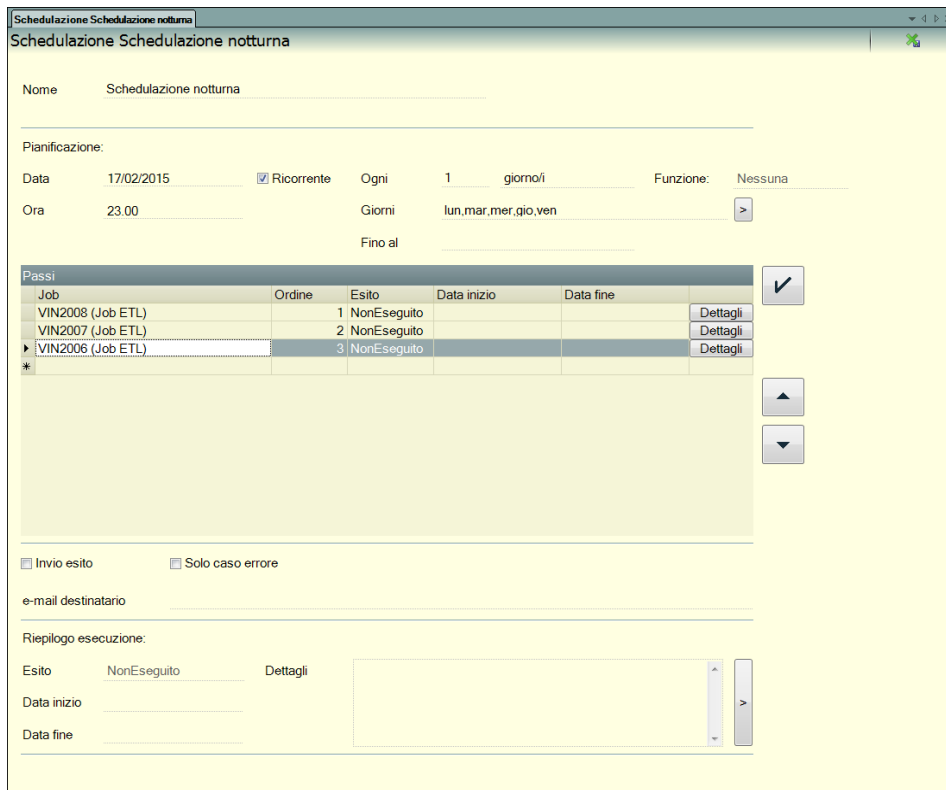 Schedulazione Schedulazione notturna
Schedulazione Schedulazione notturna
Nome Schedulazione notturna
Pianificazione:
Data 17/02/2015 Ricorrente Ogni 1 giorno/i Funzione: Nessuna
Ora 23.00 Giorni lun,mar,mer,gio,ven >
Fino al
Passi
Job Ordine Esito Data inizio Data fine
VIN2008 (Job ETL) 1 NonEseguito Dettagli
VIN2007 (Job ETL) 2 NonEseguito Dettagli
VIN2006 (Job ETL) 3 NonEseguito Dettagli
Invio esito Solo caso errore
e-mail destinatario
Riepilogo esecuzione:
Esito NonEseguito Dettagli
Data inizio >
Data fine